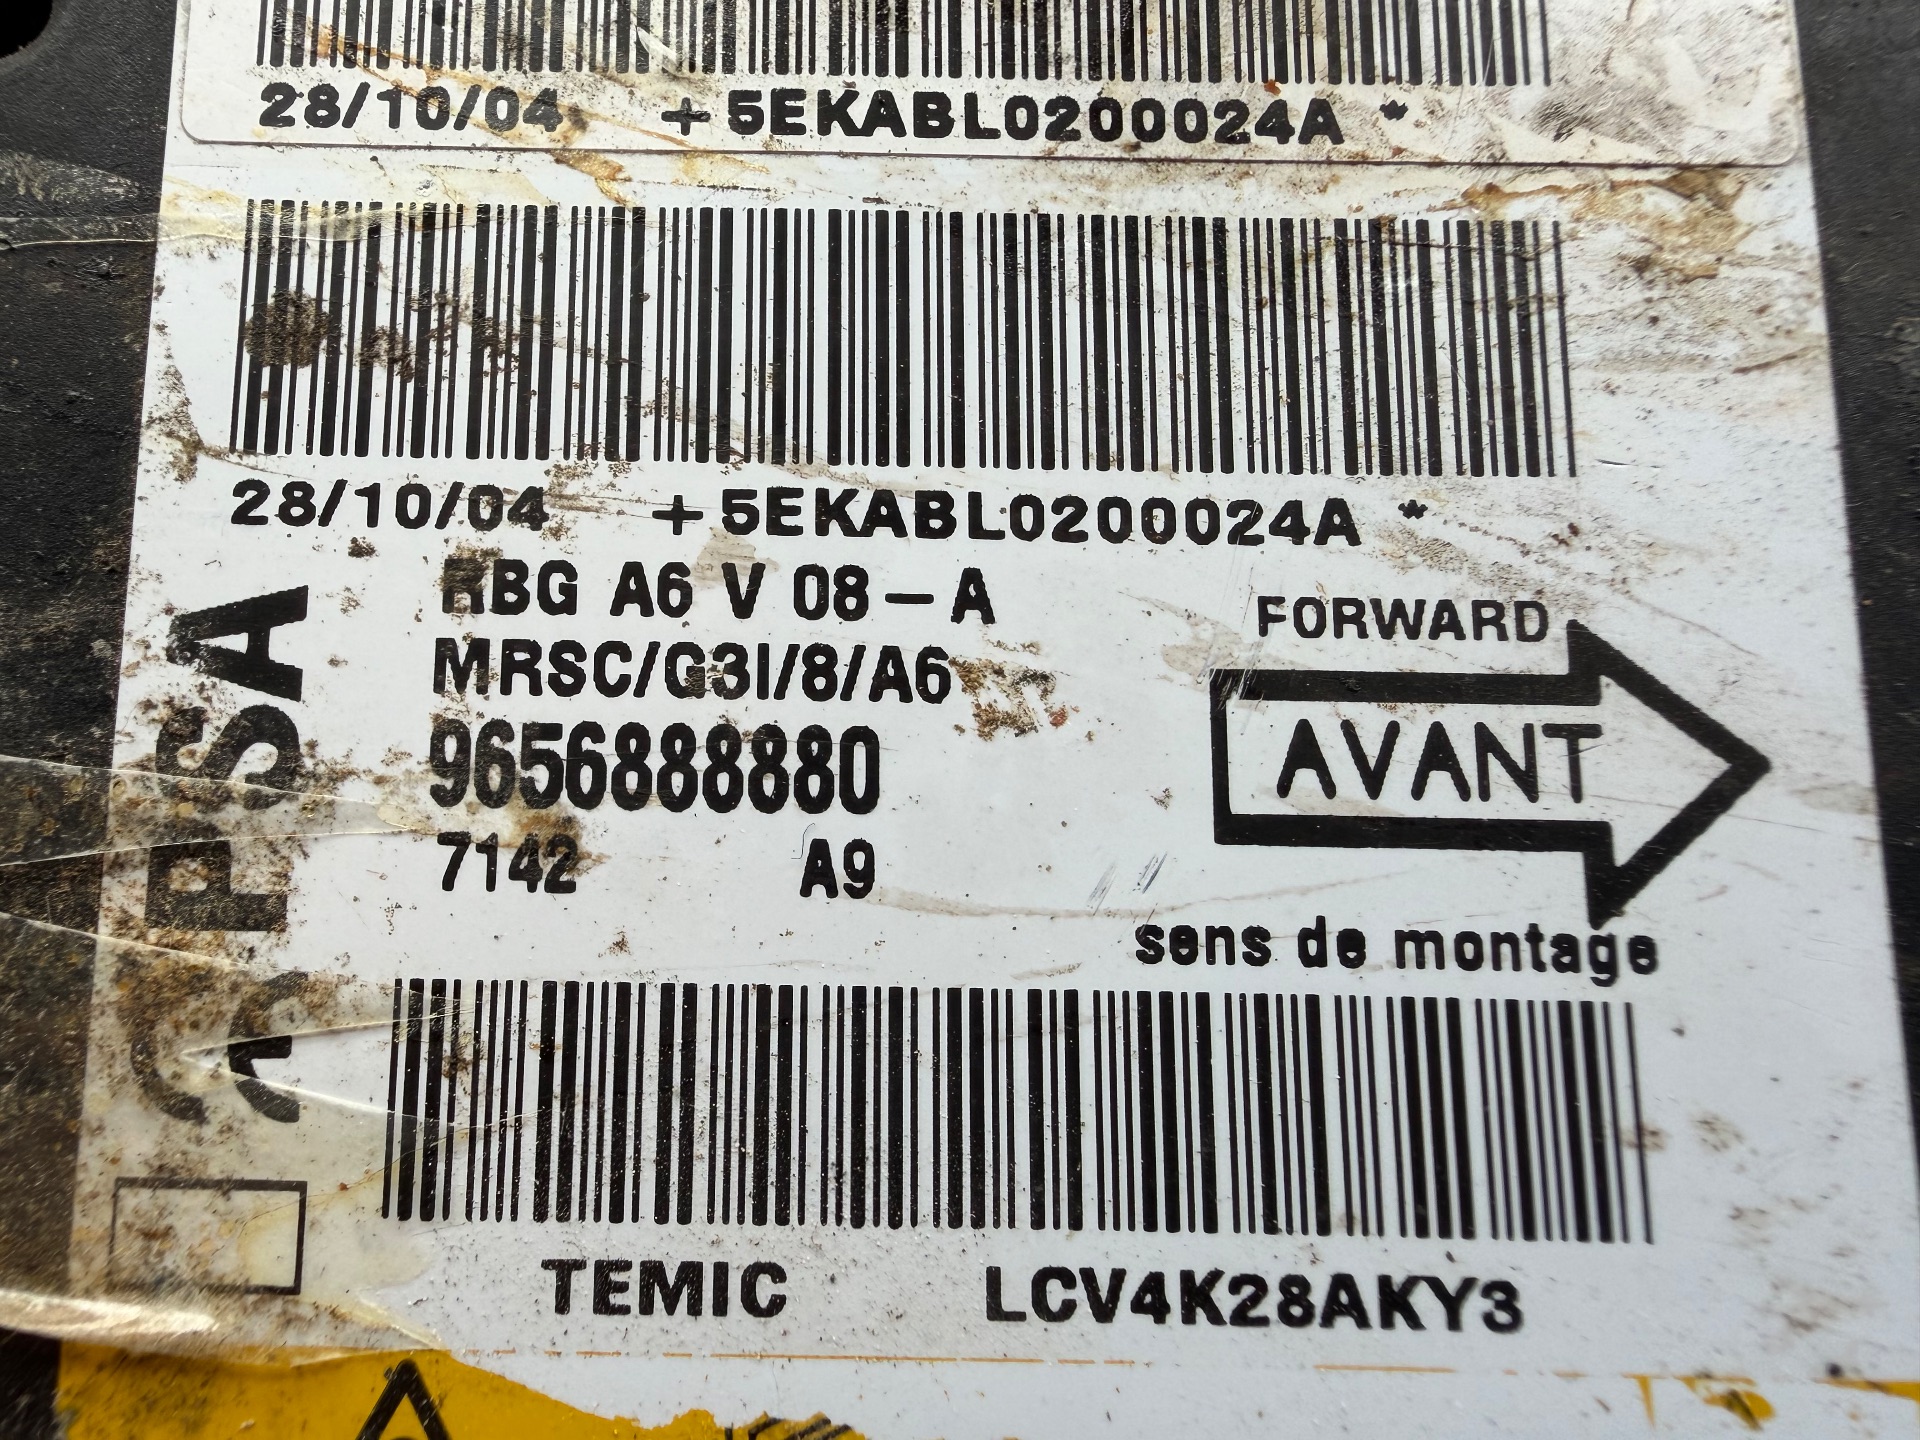 28/10/04 +5EKABL0200024A *
28/10/04 +5EKABL0200024A *
RBG A6 V 08-A
MRSC/G3I/8/A6
9656888880
7142 A9
PSA
FORWARD
AVANT
sens de montage
TEMIC LCV4K28AKY3